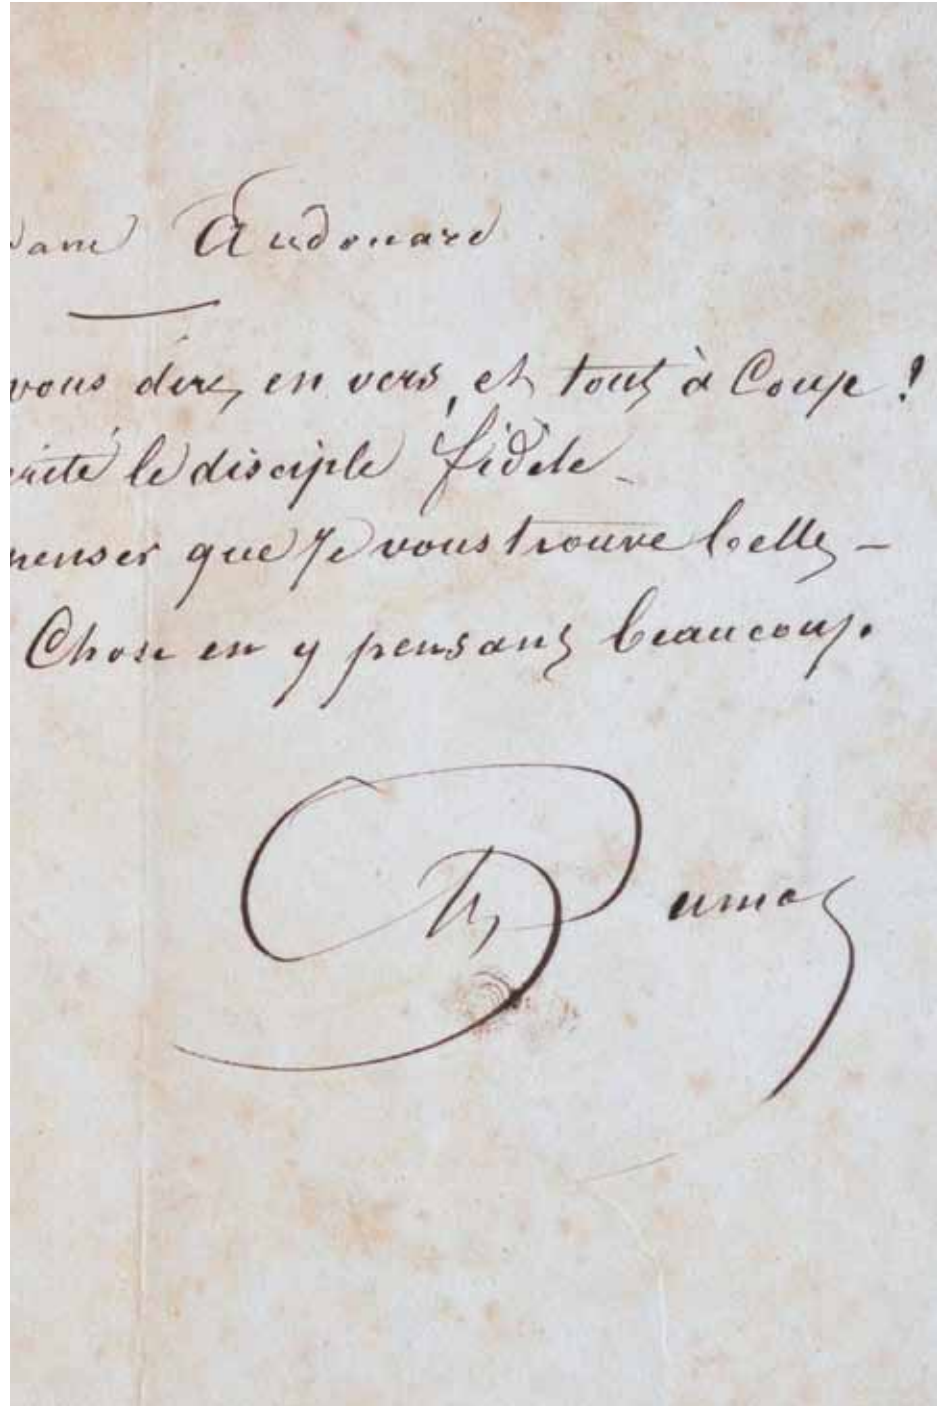 dame Audouard
vous dire, en vers, et tout à Coup !
le disciple fidèle
penser que Je vous trouve belle –
Chose en y pensant beaucoup.
Dumas